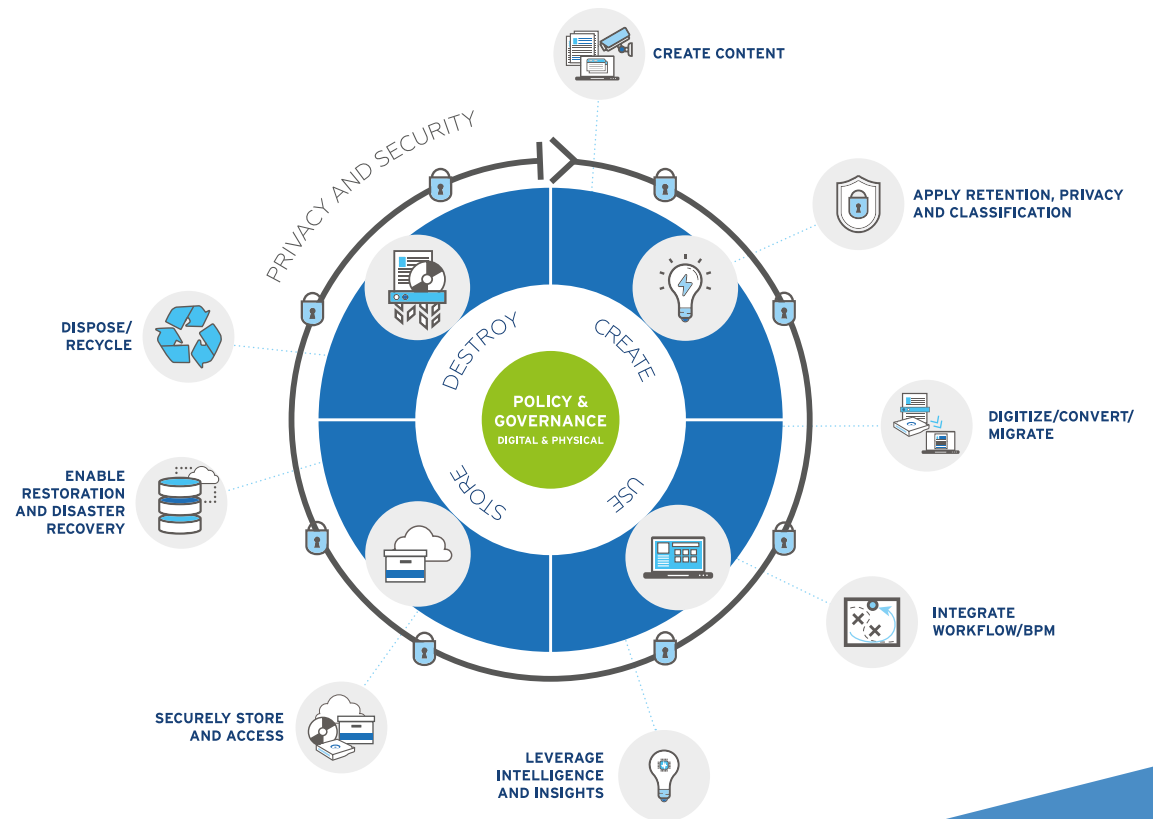 CREATE CONTENT
PRIVACY AND SECURITY
APPLY RETENTION, PRIVACY
AND CLASSIFICATION
DISPOSE/
RECYCLE
DESTROY
CREATE
POLICY &
GOVERNANCE
DIGITAL & PHYSICAL
DIGITIZE/CONVERT/
MIGRATE
ENABLE
RESTORATION
AND DISASTER
RECOVERY
STORE
USE
INTEGRATE
WORKFLOW/BPM
SECURELY STORE
AND ACCESS
LEVERAGE
INTELLIGENCE
AND INSIGHTS